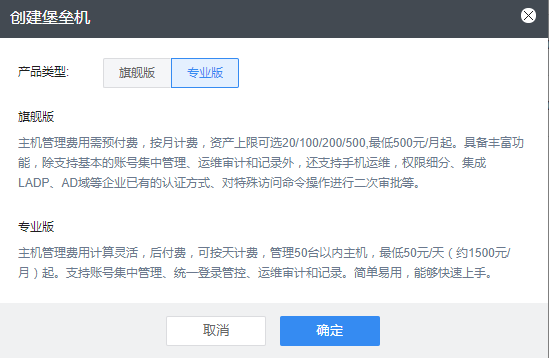 创建堡垒机
产品类型:
旗舰版
专业版
旗舰版
主机管理费用需预付费，按月计费，资产上限可选20/100/200/500,最低500元/月起。具备丰富功
能，除支持基本的账号集中管理、运维审计和记录外，还支持手机运维，权限细分、集成
LADP、AD域等企业已有的认证方式、对特殊访问命令操作进行二次审批等。
专业版
主机管理费用计算灵活，后付费，可按天计费，管理50台以内主机，最低50元/天（约1500元/
月）起。支持账号集中管理、统一登录管控、运维审计和记录。简单易用，能够快速上手。
取消
确定